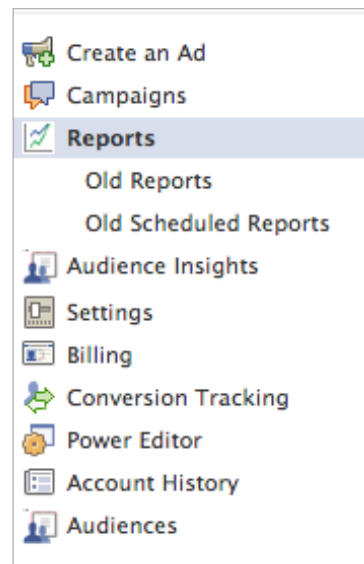 Create an Ad
Campaigns
Reports
Old Reports
Old Scheduled Reports
Audience Insights
Settings
Billing
Conversion Tracking
Power Editor
Account History
Audiences